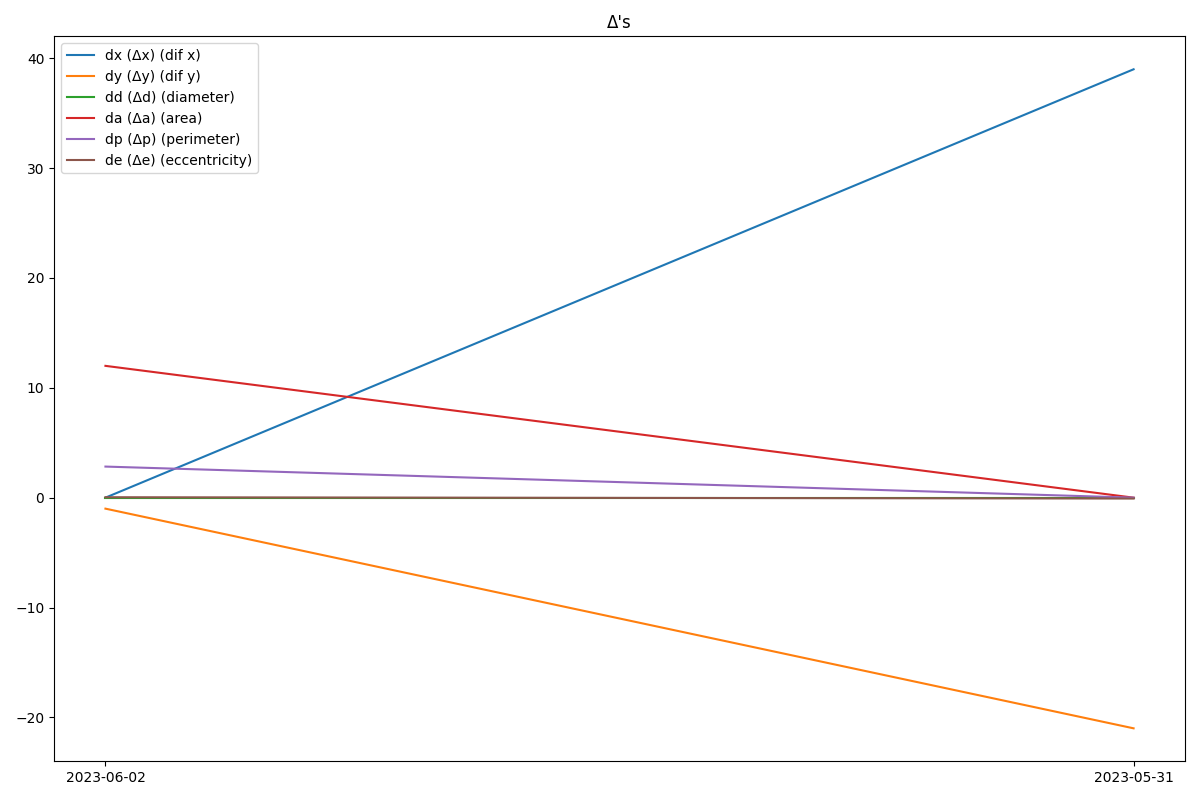 Δ's
dx (Δx) (dif x)
dy (Δy) (dif y)
dd (Δd) (diameter)
da (Δa) (area)
dp (Δp) (perimeter)
de (Δe) (eccentricity)
40
30
20
10
0
−10
−20
2023-06-02
2023-05-31